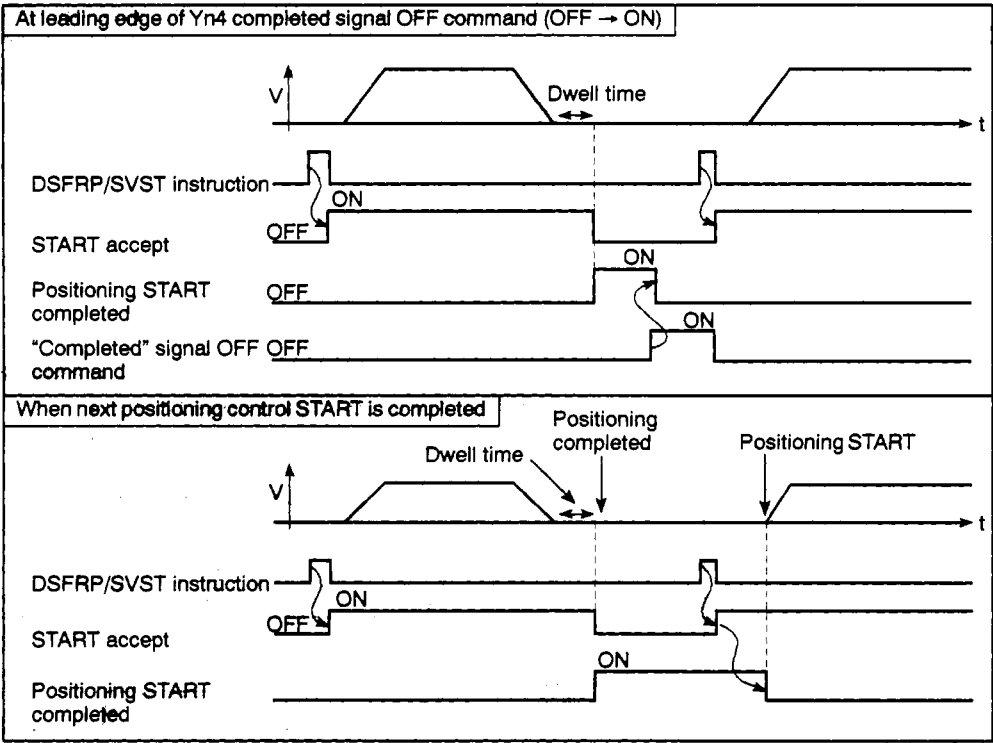 At leading edge of Yn4 completed signal OFF command (OFF → ON)
V
Dwell time
t
DSFRP/SVST instruction
ON
OFF
START accept
ON
Positioning START
completed
OFF
ON
"Completed" signal OFF
command
OFF
When next positioning control START is completed
Positioning
completed
Dwell time
Positioning START
V
t
DSFRP/SVST instruction
ON
OFF
START accept
ON
Positioning START
completed